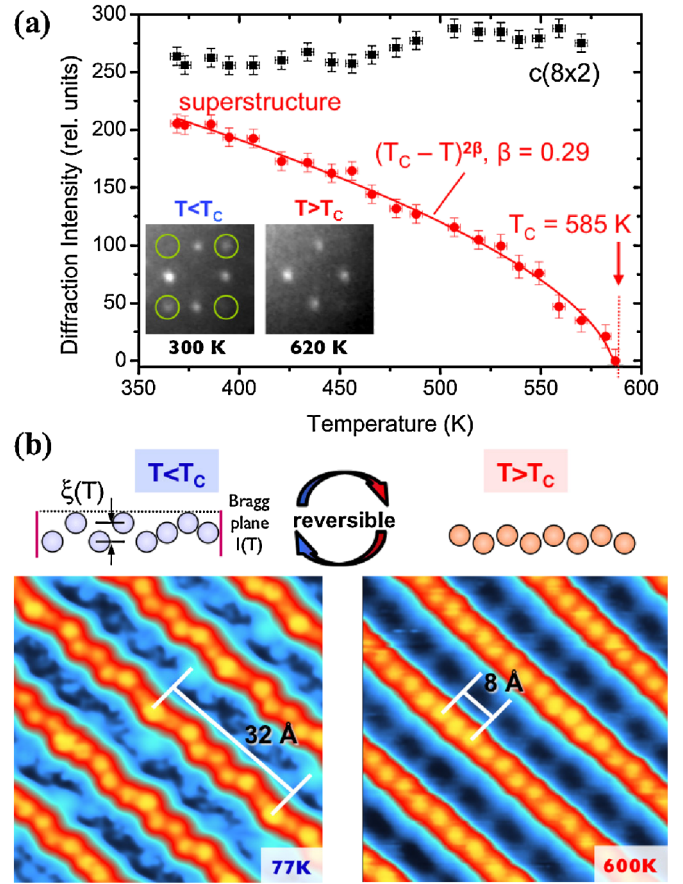 (a)
300
250
200
150
100
50
0
Diffraction Intensity (rel. units)
c(8x2)
superstructure
(T_C – T)^2β, β = 0.29
T_C = 585 K
T<T_C
T>T_C
300 K
620 K
350
400
450
500
550
600
Temperature (K)
(b)
T<T_C
T>T_C
ξ(T)
Bragg
plane
I(T)
reversible
32 Å
8 Å
77K
600K